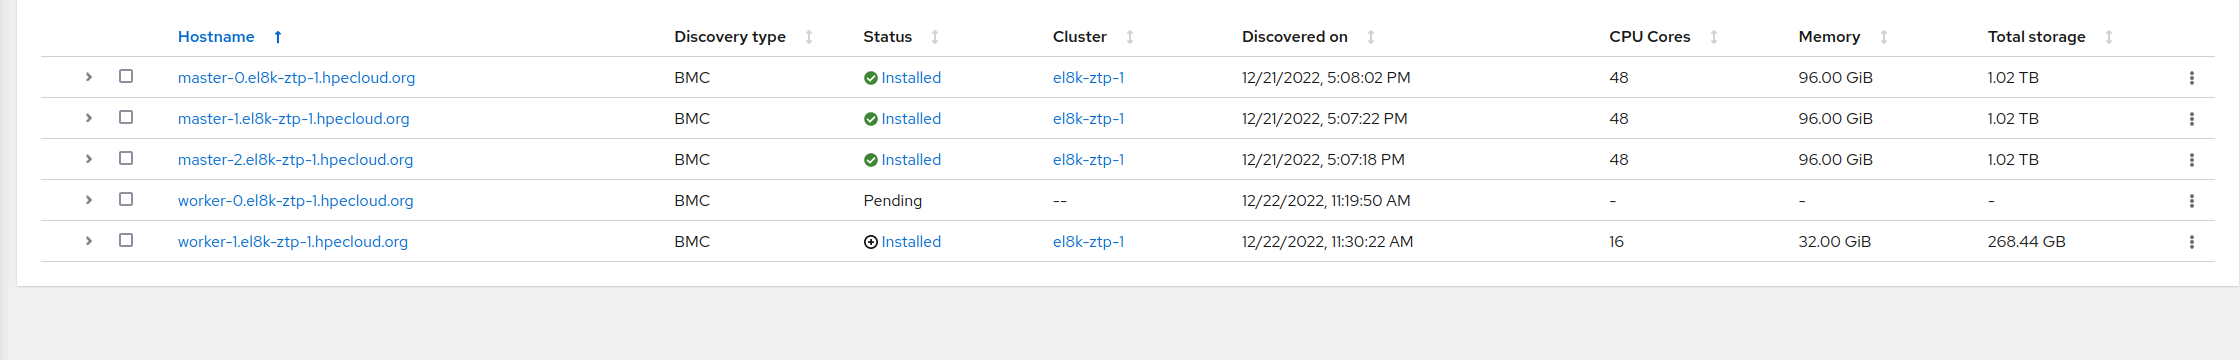 Hostname Discovery type Status Cluster Discovered on CPU Cores Memory Total storage
master-0.el8k-ztp-1.hpecloud.org BMC Installed el8k-ztp-1 12/21/2022, 5:08:02 PM 48 96.00 GiB 1.02 TB
master-1.el8k-ztp-1.hpecloud.org BMC Installed el8k-ztp-1 12/21/2022, 5:07:22 PM 48 96.00 GiB 1.02 TB
master-2.el8k-ztp-1.hpecloud.org BMC Installed el8k-ztp-1 12/21/2022, 5:07:18 PM 48 96.00 GiB 1.02 TB
worker-0.el8k-ztp-1.hpecloud.org BMC Pending -- 12/22/2022, 11:19:50 AM - - -
worker-1.el8k-ztp-1.hpecloud.org BMC Installed el8k-ztp-1 12/22/2022, 11:30:22 AM 16 32.00 GiB 268.44 GB